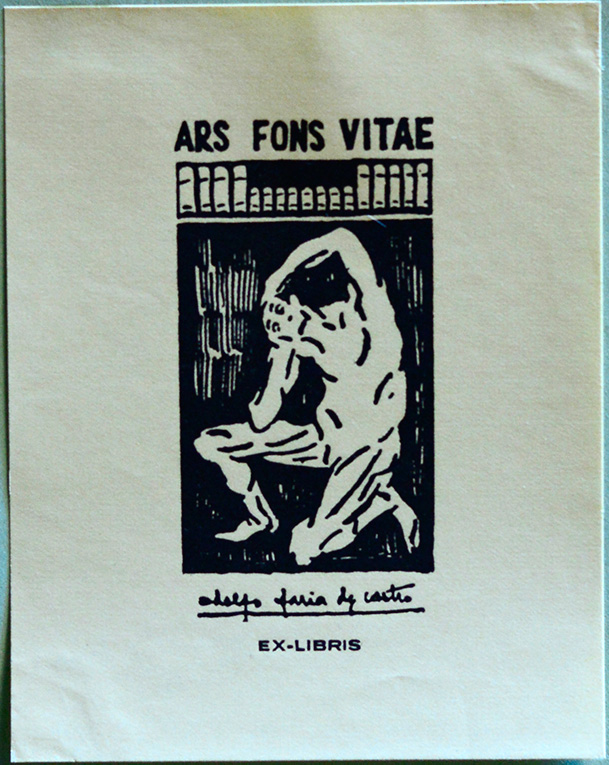 ARS FONS VITAE
adolfo faria de castro
EX-LIBRIS